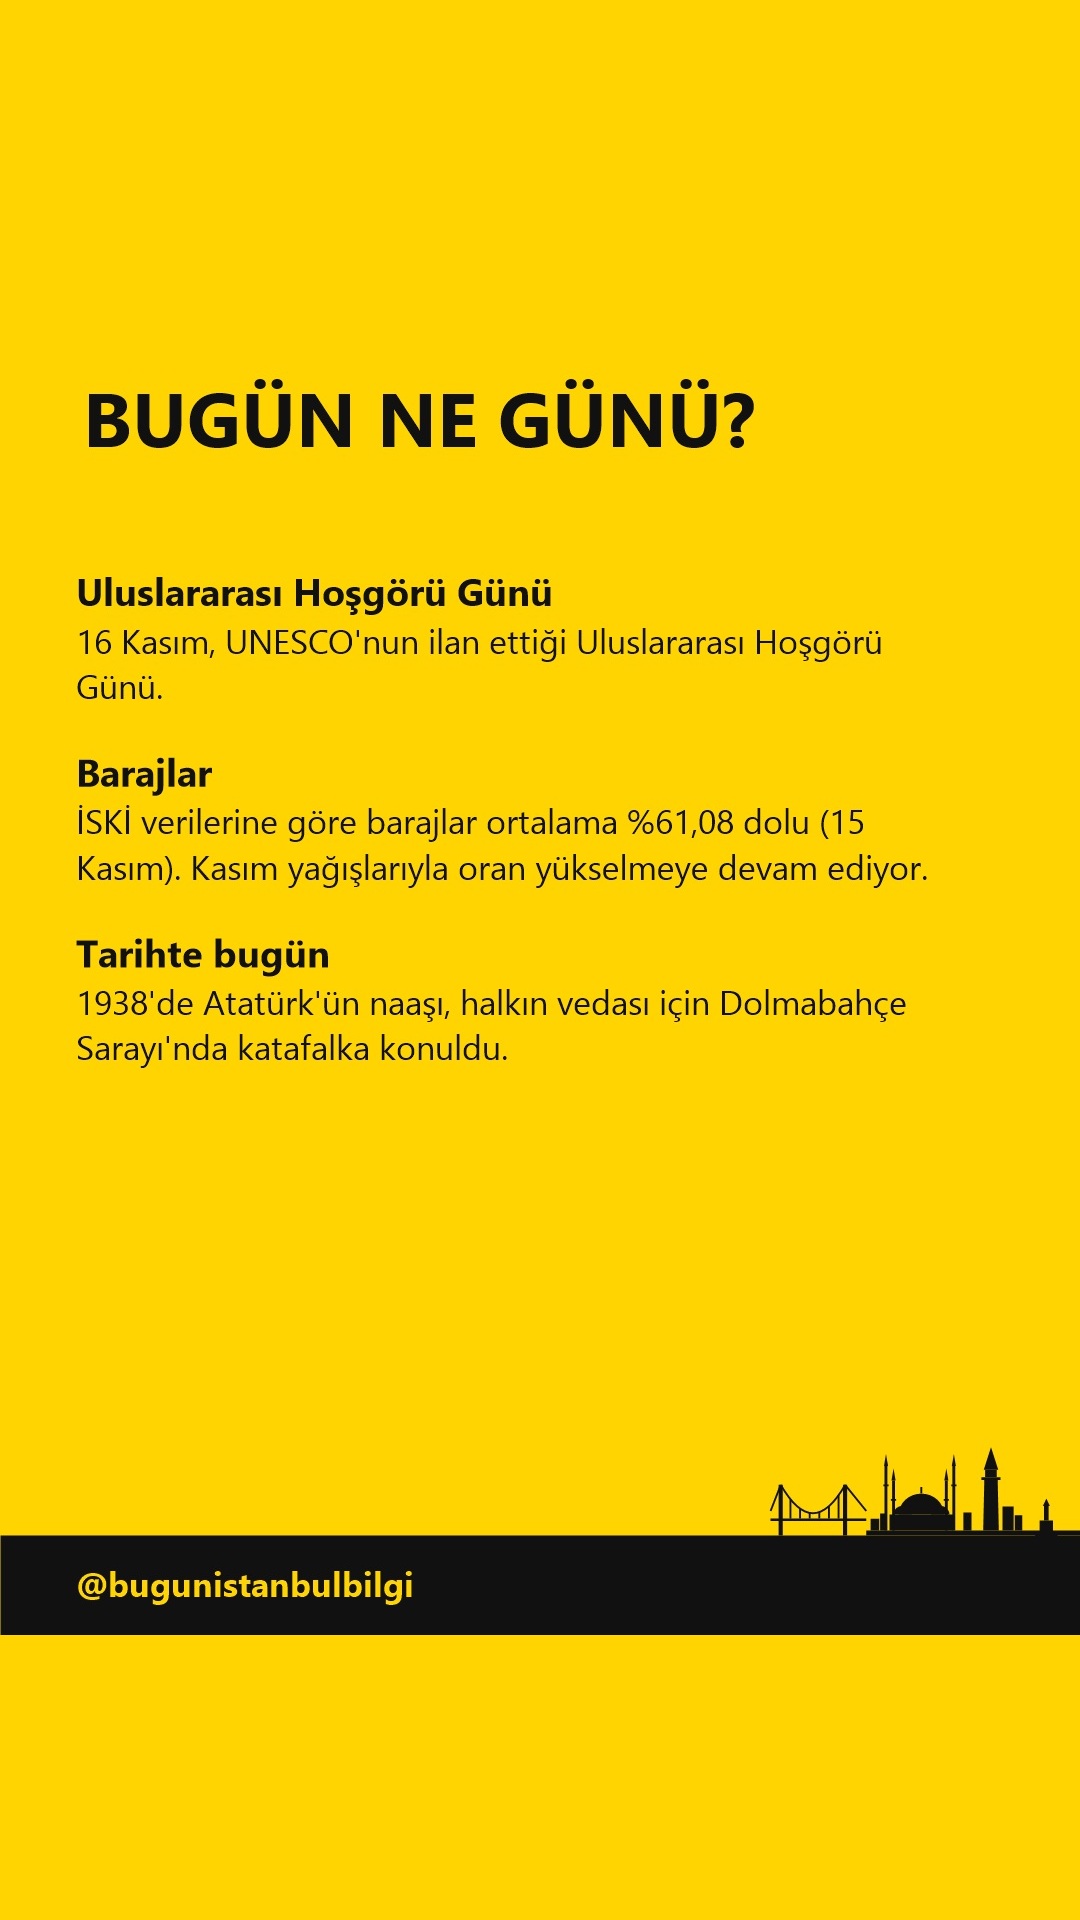 BUGÜN NE GÜNÜ?
Uluslararası Hoşgörü Günü
16 Kasım, UNESCO'nun ilan ettiği Uluslararası Hoşgörü
Günü.
Barajlar
İSKİ verilerine göre barajlar ortalama %61,08 dolu (15
Kasım). Kasım yağışlarıyla oran yükselmeye devam ediyor.
Tarihte bugün
1938'de Atatürk'ün naaşı, halkın vedası için Dolmabahçe
Sarayı'nda katafalka konuldu.
@bugunistanbulbilgi